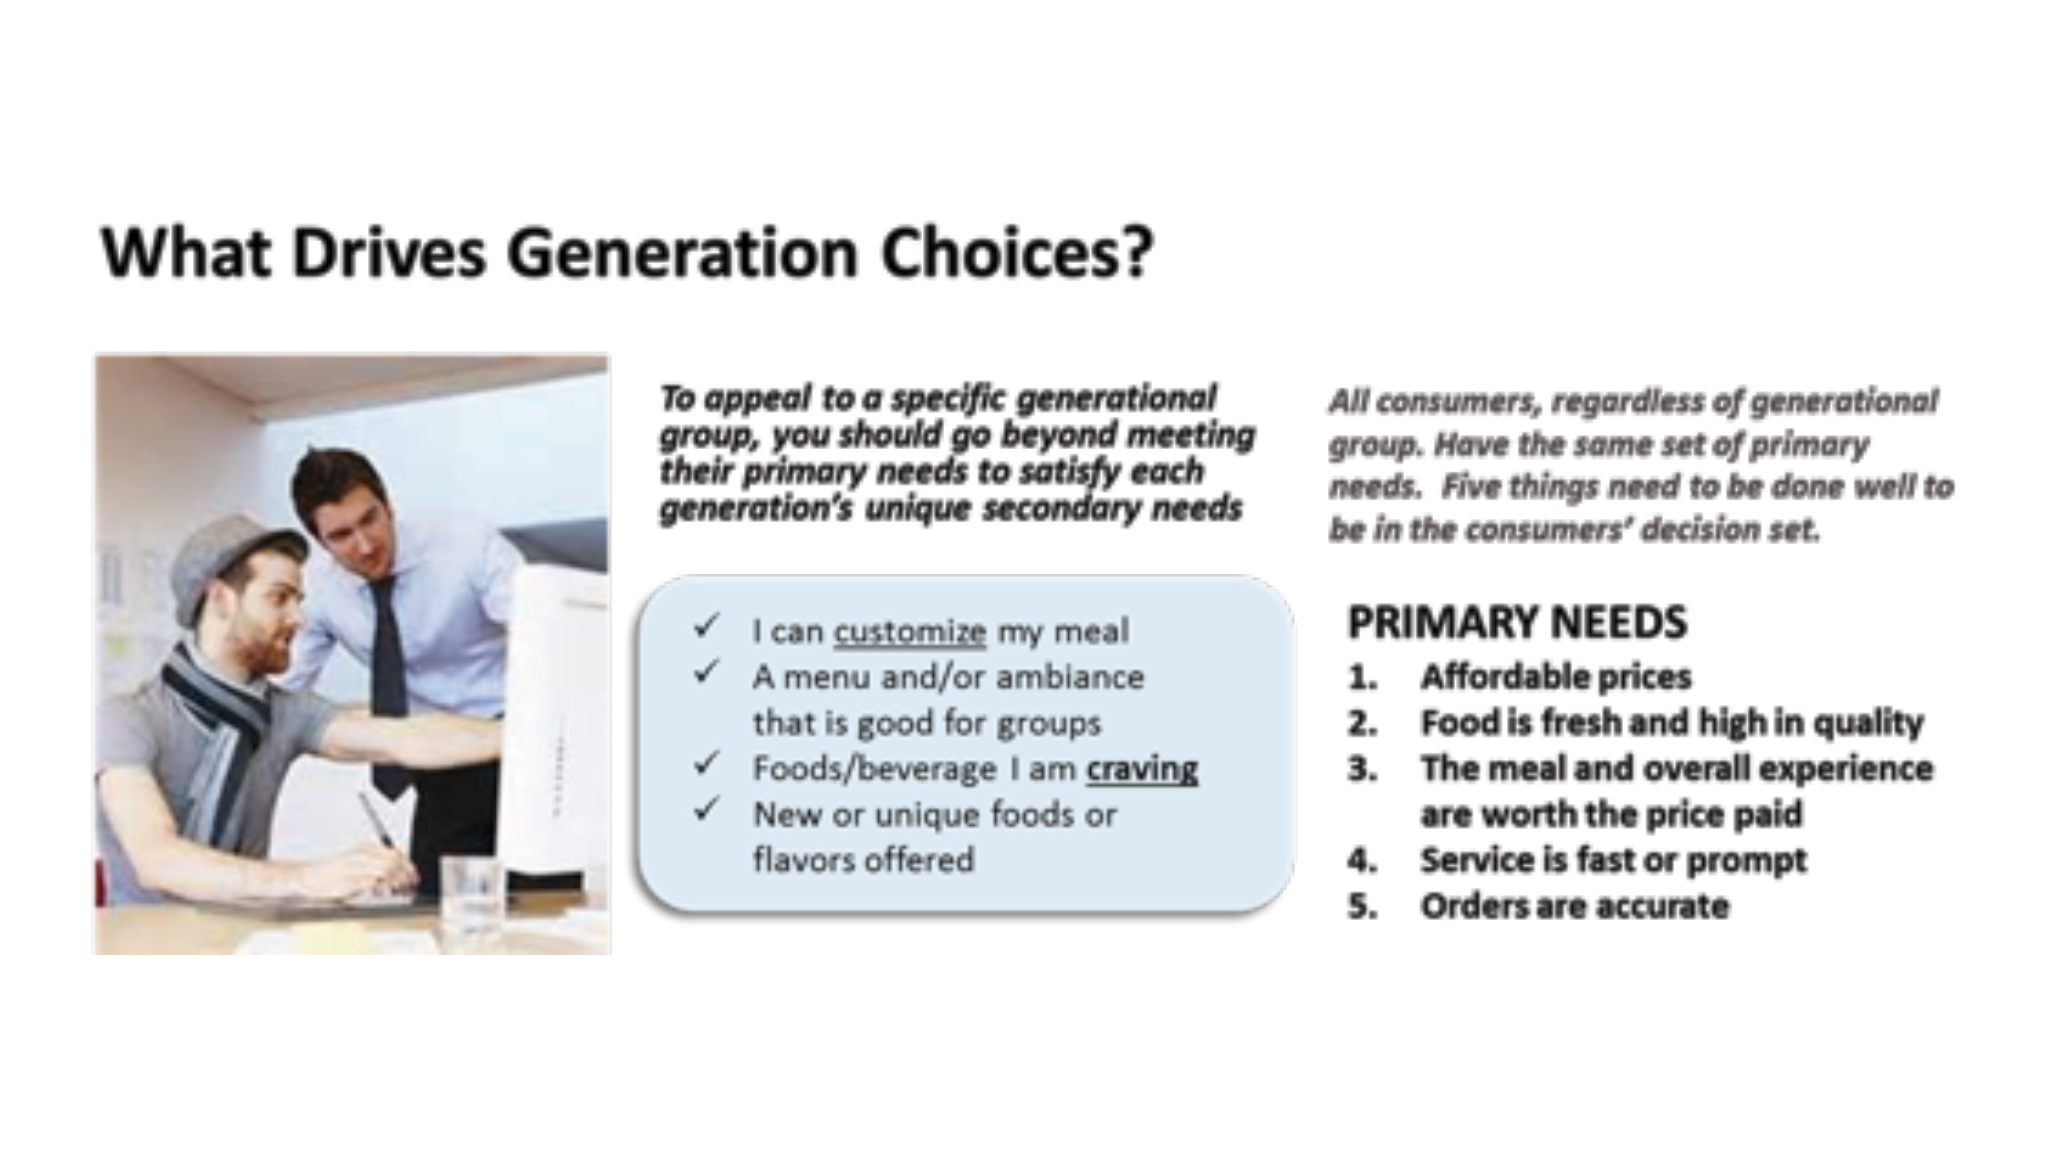 What Drives Generation Choices?
To appeal to a specific generational
group, you should go beyond meeting
their primary needs to satisfy each
generation's unique secondary needs
✓ I can customize my meal
✓ A menu and/or ambiance
that is good for groups
✓ Foods/beverage I am craving
✓ New or unique foods or
flavors offered
All consumers, regardless of generational
group. Have the same set of primary
needs. Five things need to be done well to
be in the consumers' decision set.
PRIMARY NEEDS
1. Affordable prices
2. Food is fresh and high in quality
3. The meal and overall experience
are worth the price paid
4. Service is fast or prompt
5. Orders are accurate